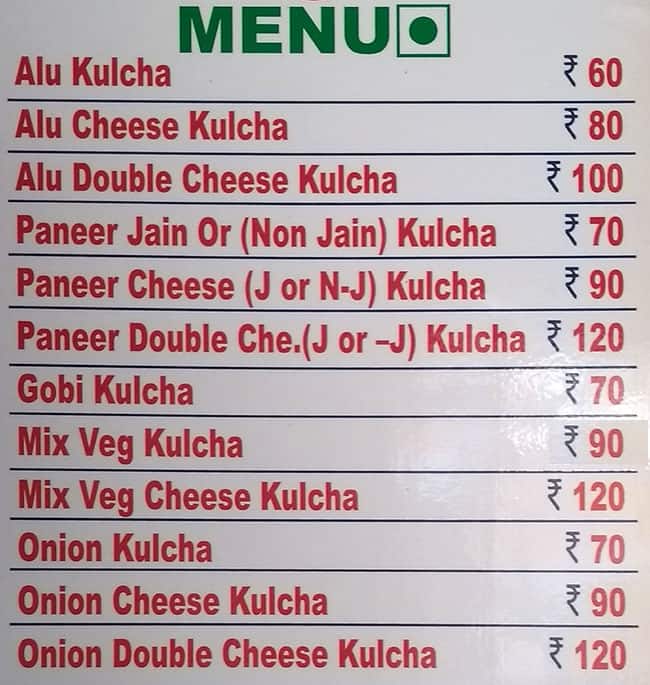 MENU
Alu Kulcha ₹ 60
Alu Cheese Kulcha ₹ 80
Alu Double Cheese Kulcha ₹ 100
Paneer Jain Or (Non Jain) Kulcha ₹ 70
Paneer Cheese (J or N-J) Kulcha ₹ 90
Paneer Double Che.(J or –J) Kulcha ₹ 120
Gobi Kulcha ₹ 70
Mix Veg Kulcha ₹ 90
Mix Veg Cheese Kulcha ₹ 120
Onion Kulcha ₹ 70
Onion Cheese Kulcha ₹ 90
Onion Double Cheese Kulcha ₹ 120